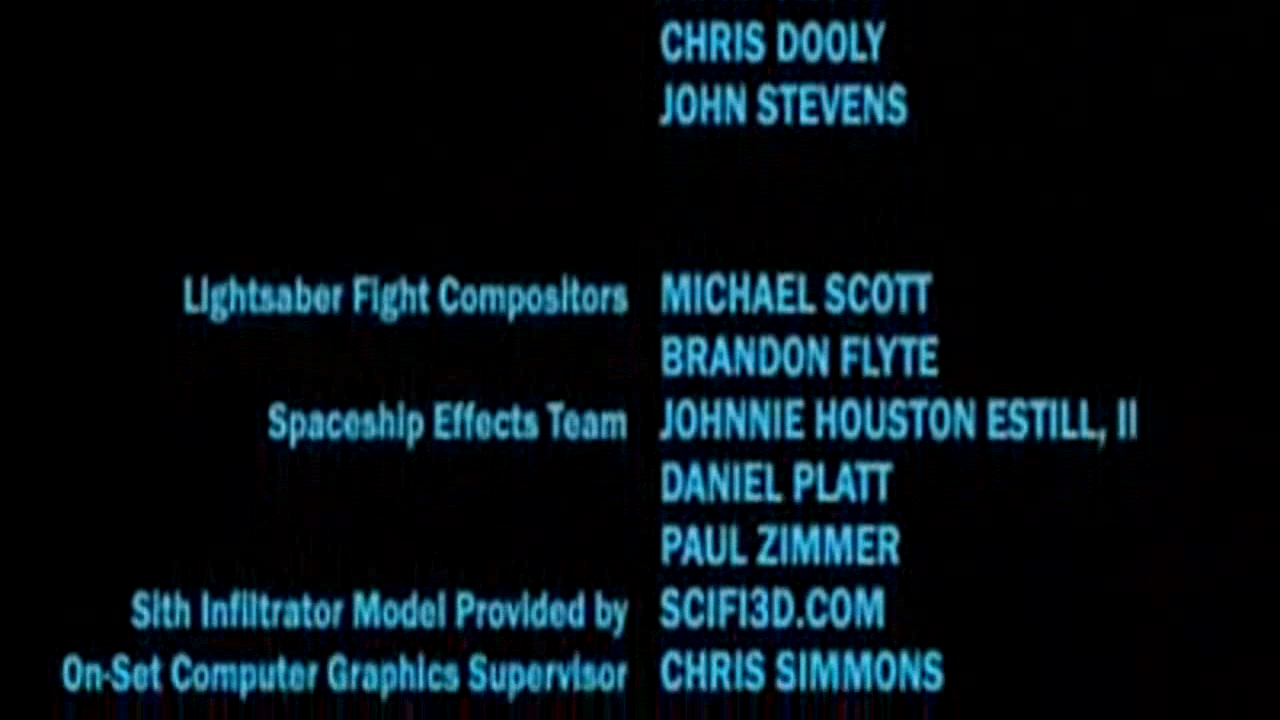 CHRIS DOOLY
JOHN STEVENS
Lightsaber Fight Compositors MICHAEL SCOTT
BRANDON FLYTE
Spaceship Effects Team JOHNNIE HOUSTON ESTILL, II
DANIEL PLATT
PAUL ZIMMER
Sith Infiltrator Model Provided by SCIFI3D.COM
On-Set Computer Graphics Supervisor CHRIS SIMMONS